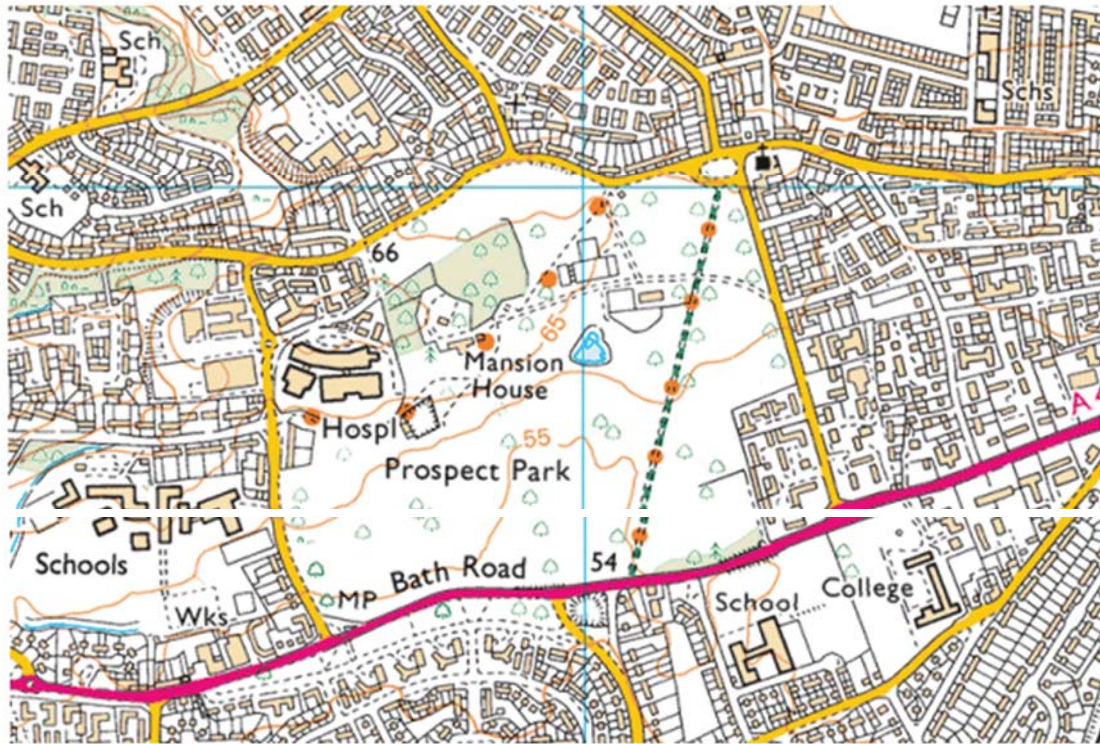 Sch
Schs
Sch
66
65
Mansion
House
A4
Hospl
55
Prospect Park
Schools
Bath Road
54
MP
Wks
School
College